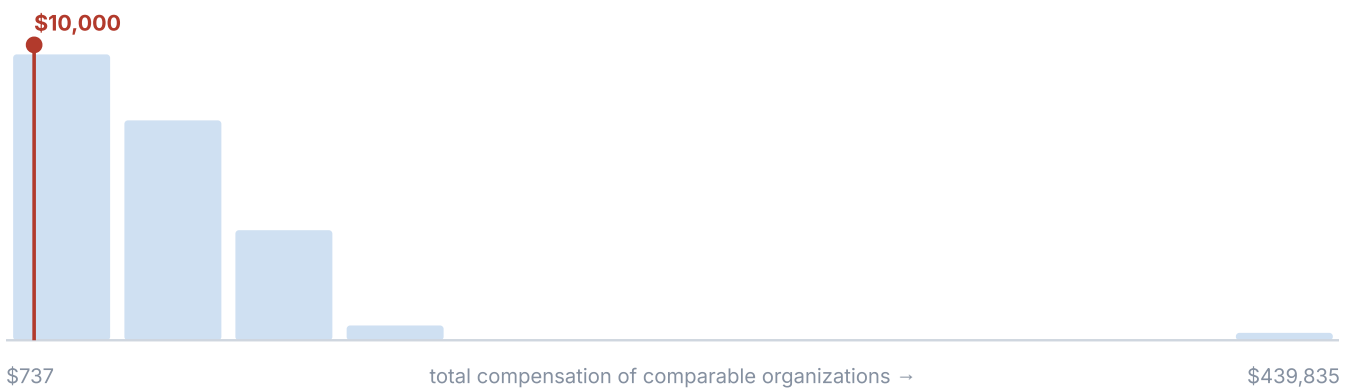 $10,000
$737
total compensation of comparable organizations →
$439,835